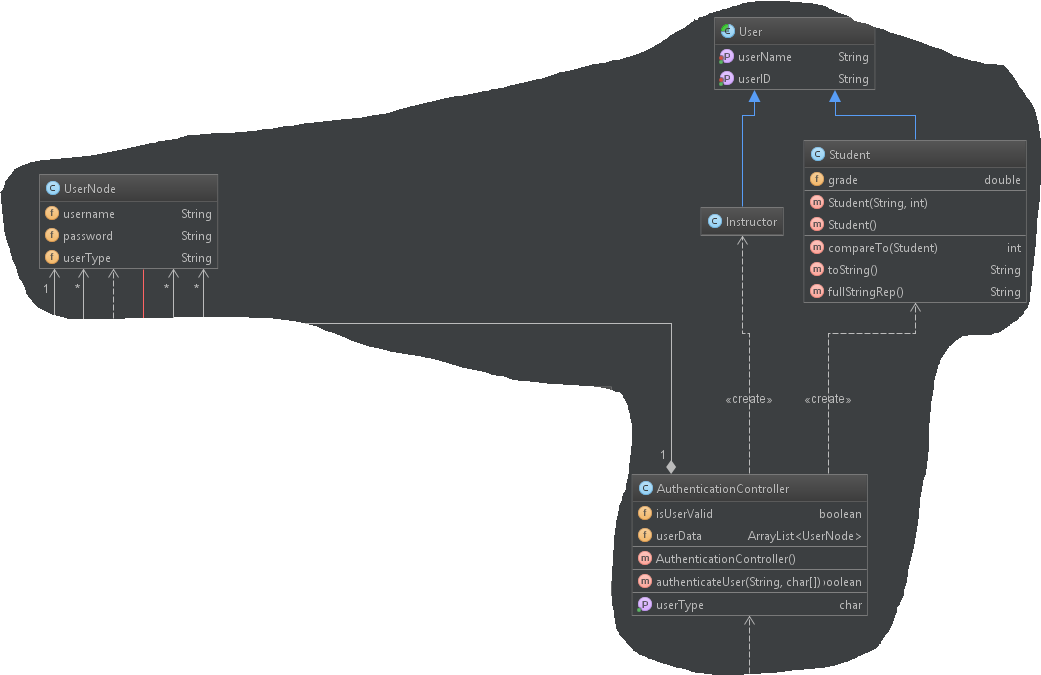 User
userName String
userID String
Student
grade double
Student(String, int)
Student()
compareTo(Student) int
toString() String
fullStringRep() String
UserNode
username String
password String
userType String
1 * * *
Instructor
«create» «create»
1
AuthenticationController
isUserValid boolean
userData ArrayList<UserNode>
AuthenticationController()
authenticateUser(String, char[]) oolean
userType char